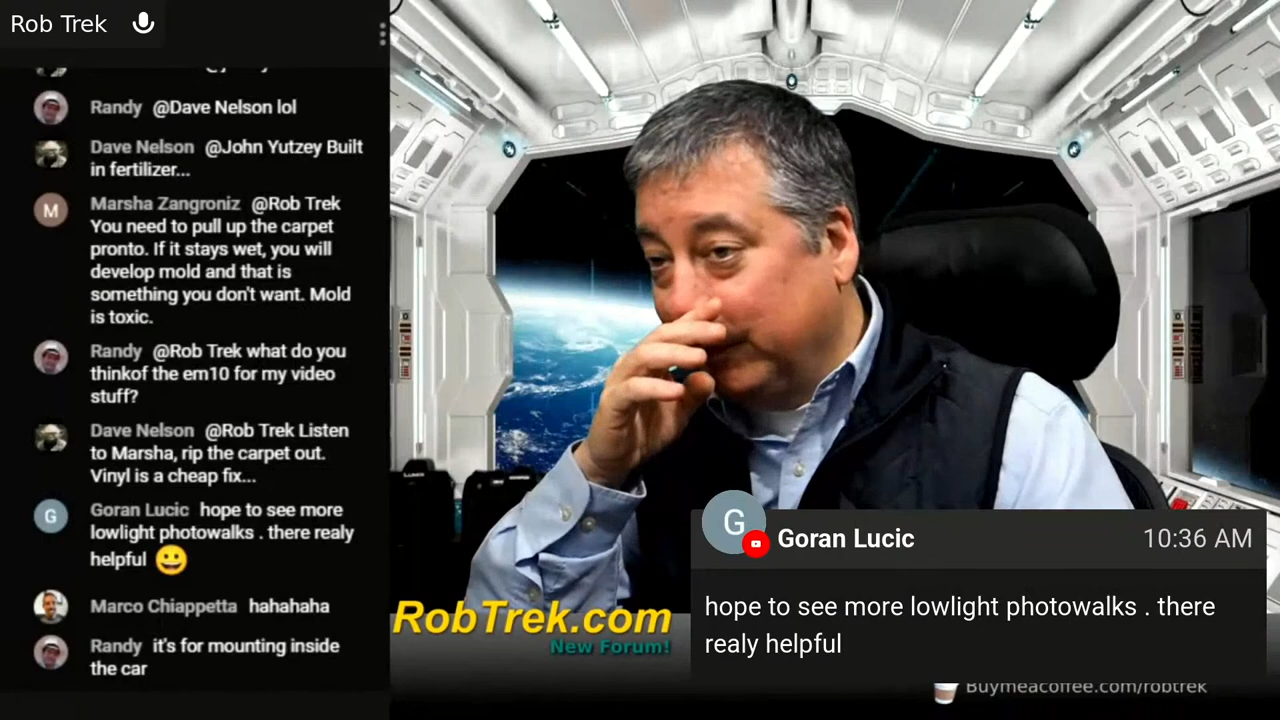 Rob Trek
Randy @Dave Nelson lol
Dave Nelson @John Yutzey Built
in fertilizer...
M
Marsha Zangroniz @Rob Trek
You need to pull up the carpet
pronto. If it stays wet, you will
develop mold and that is
something you don't want. Mold
is toxic.
Randy @Rob Trek what do you
thinkof the em10 for my video
stuff?
Dave Nelson @Rob Trek Listen
to Marsha, rip the carpet out.
Vinyl is a cheap fix...
G
Goran Lucic hope to see more
lowlight photowalks . there realy
helpful 😀
Marco Chiappetta hahahaha
Randy it's for mounting inside
the car
RobTrek.com
New Forum!
G
Goran Lucic 10:36 AM
hope to see more lowlight photowalks . there
realy helpful
Buymeacoffee.com/robtrek